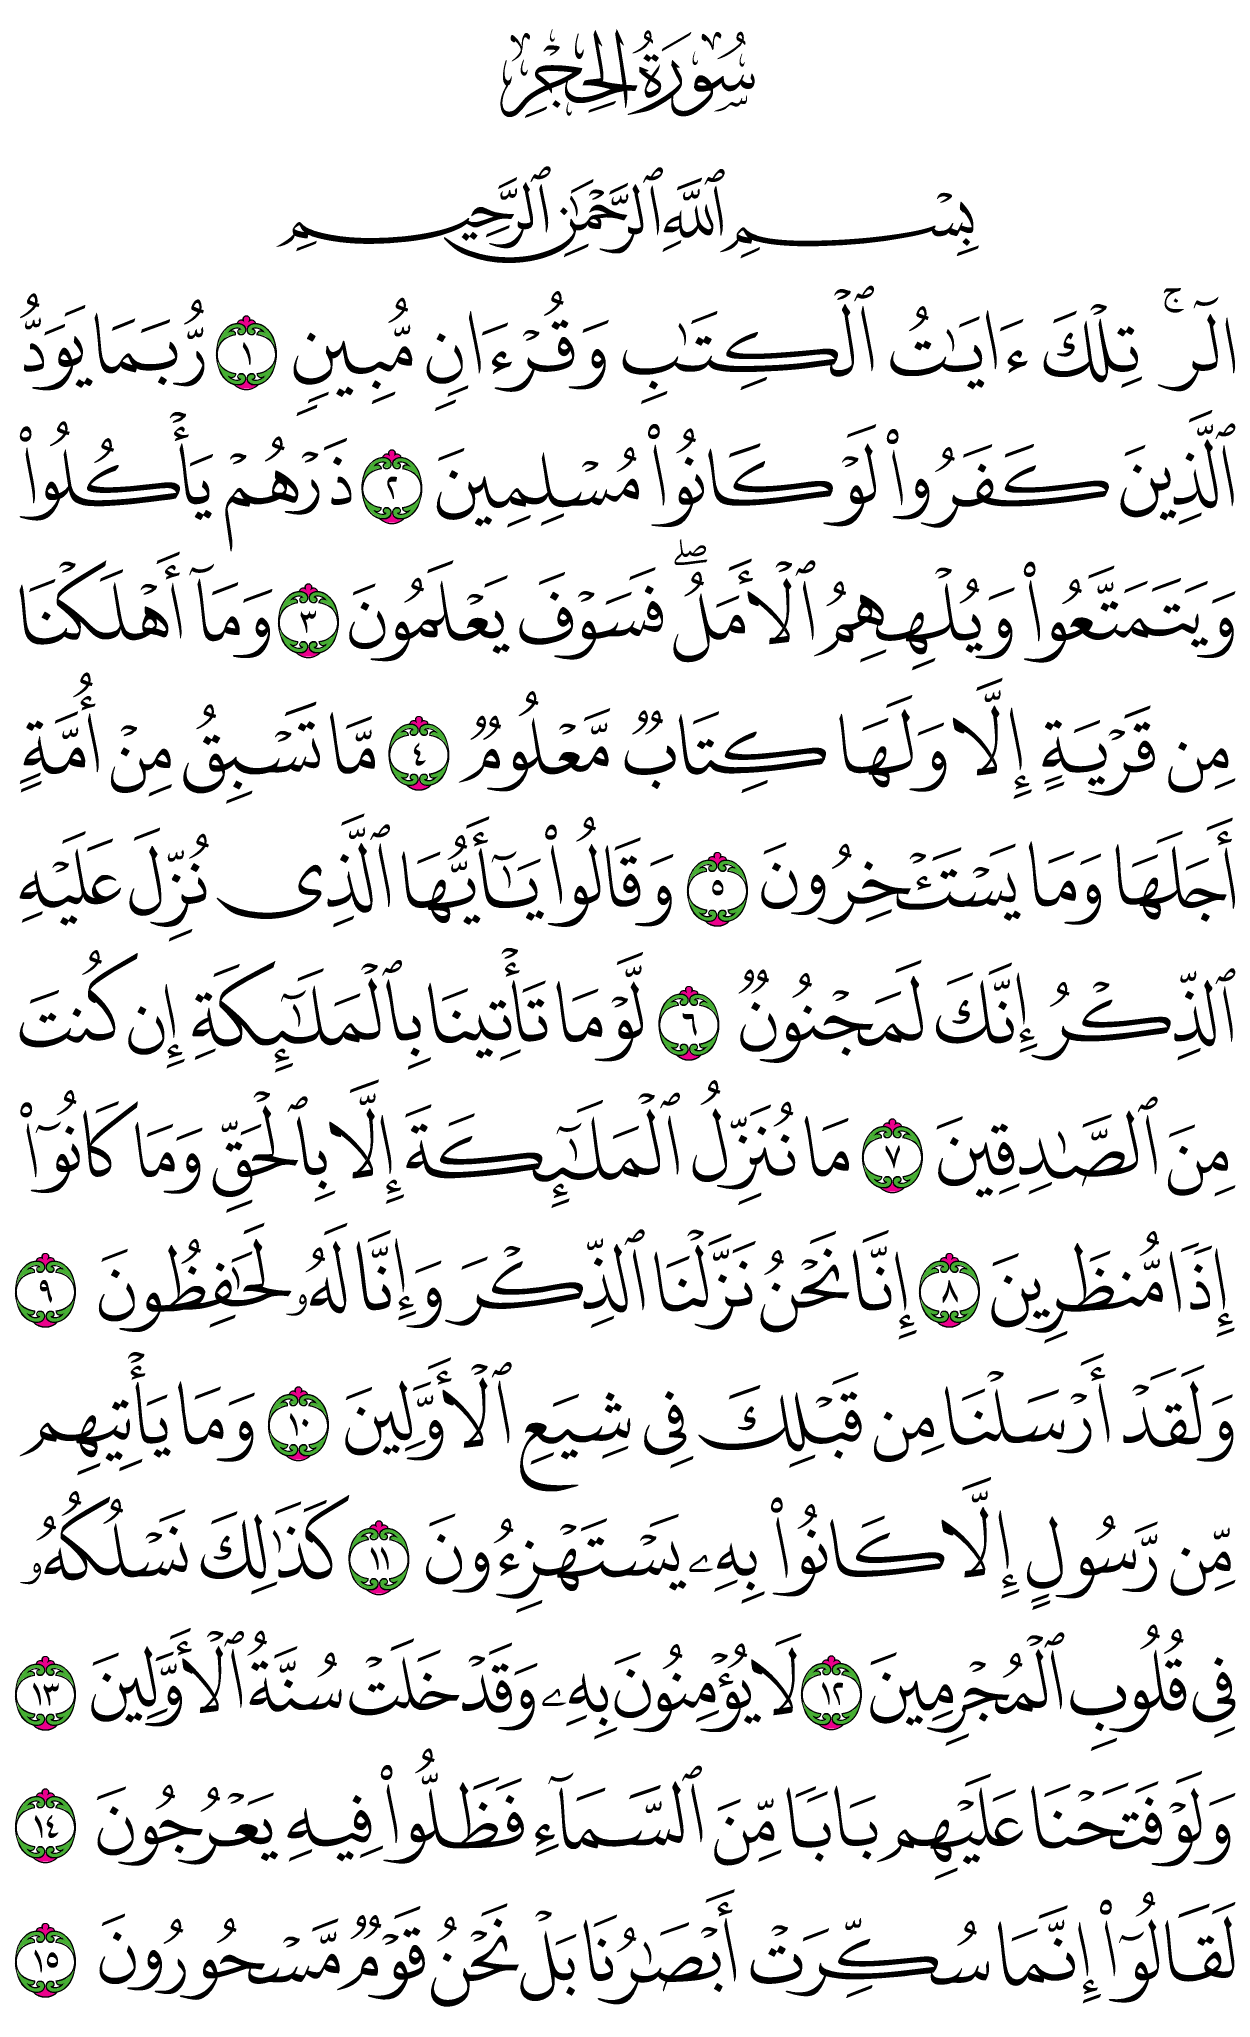 سُورَةُ الحِجْرِ
بِسْمِ ٱللَّهِ ٱلرَّحْمَٰنِ ٱلرَّحِيمِ
الٓرۚ تِلۡكَ ءَايَٰتُ ٱلۡكِتَٰبِ وَقُرۡءَانٖ مُّبِينٖ ١ رُّبَمَا يَوَدُّ
ٱلَّذِينَ كَفَرُواْ لَوۡ كَانُواْ مُسۡلِمِينَ ٢ ذَرۡهُمۡ يَأۡكُلُواْ
وَيَتَمَتَّعُواْ وَيُلۡهِهِمُ ٱلۡأَمَلُۖ فَسَوۡفَ يَعۡلَمُونَ ٣ وَمَآ أَهۡلَكۡنَا
مِن قَرۡيَةٍ إِلَّا وَلَهَا كِتَابٞ مَّعۡلُومٞ ٤ مَّا تَسۡبِقُ مِنۡ أُمَّةٍ
أَجَلَهَا وَمَا يَسۡتَـٔۡخِرُونَ ٥ وَقَالُواْ يَٰٓأَيُّهَا ٱلَّذِي نُزِّلَ عَلَيۡهِ
ٱلذِّكۡرُ إِنَّكَ لَمَجۡنُونٞ ٦ لَّوۡ مَا تَأۡتِينَا بِٱلۡمَلَٰٓئِكَةِ إِن كُنتَ
مِنَ ٱلصَّٰدِقِينَ ٧ مَا نُنَزِّلُ ٱلۡمَلَٰٓئِكَةَ إِلَّا بِٱلۡحَقِّ وَمَا كَانُوٓاْ
إِذٗا مُّنظَرِينَ ٨ إِنَّا نَحۡنُ نَزَّلۡنَا ٱلذِّكۡرَ وَإِنَّا لَهُۥ لَحَٰفِظُونَ ٩
وَلَقَدۡ أَرۡسَلۡنَا مِن قَبۡلِكَ فِي شِيَعِ ٱلۡأَوَّلِينَ ١٠ وَمَا يَأۡتِيهِم
مِّن رَّسُولٍ إِلَّا كَانُواْ بِهِۦ يَسۡتَهۡزِءُونَ ١١ كَذَٰلِكَ نَسۡلُكُهُۥ
فِي قُلُوبِ ٱلۡمُجۡرِمِينَ ١٢ لَا يُؤۡمِنُونَ بِهِۦ وَقَدۡ خَلَتۡ سُنَّةُ ٱلۡأَوَّلِينَ ١٣
وَلَوۡ فَتَحۡنَا عَلَيۡهِم بَابٗا مِّنَ ٱلسَّمَآءِ فَظَلُّواْ فِيهِ يَعۡرُجُونَ ١٤
لَقَالُوٓاْ إِنَّمَا سُكِّرَتۡ أَبۡصَٰرُنَا بَلۡ نَحۡنُ قَوۡمٞ مَّسۡحُورُونَ ١٥